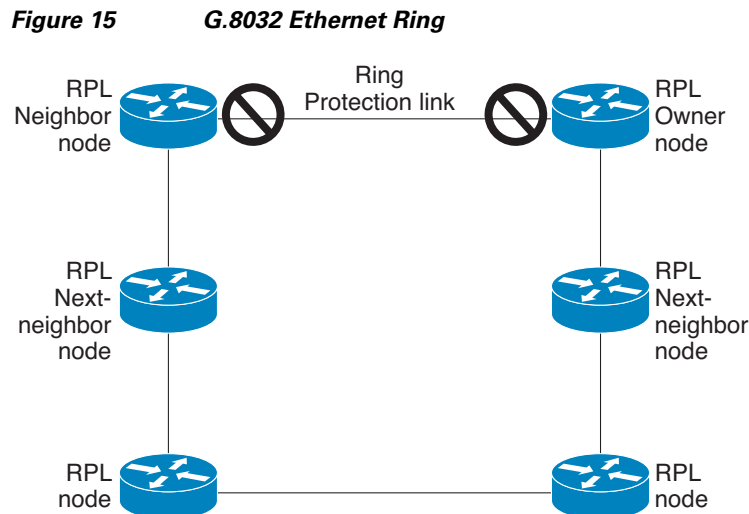 Figure 15 G.8032 Ethernet Ring
RPL
Neighbor
node
Ring
Protection link
RPL
Owner
node
RPL
Next-
neighbor
node
RPL
Next-
neighbor
node
RPL
node
RPL
node